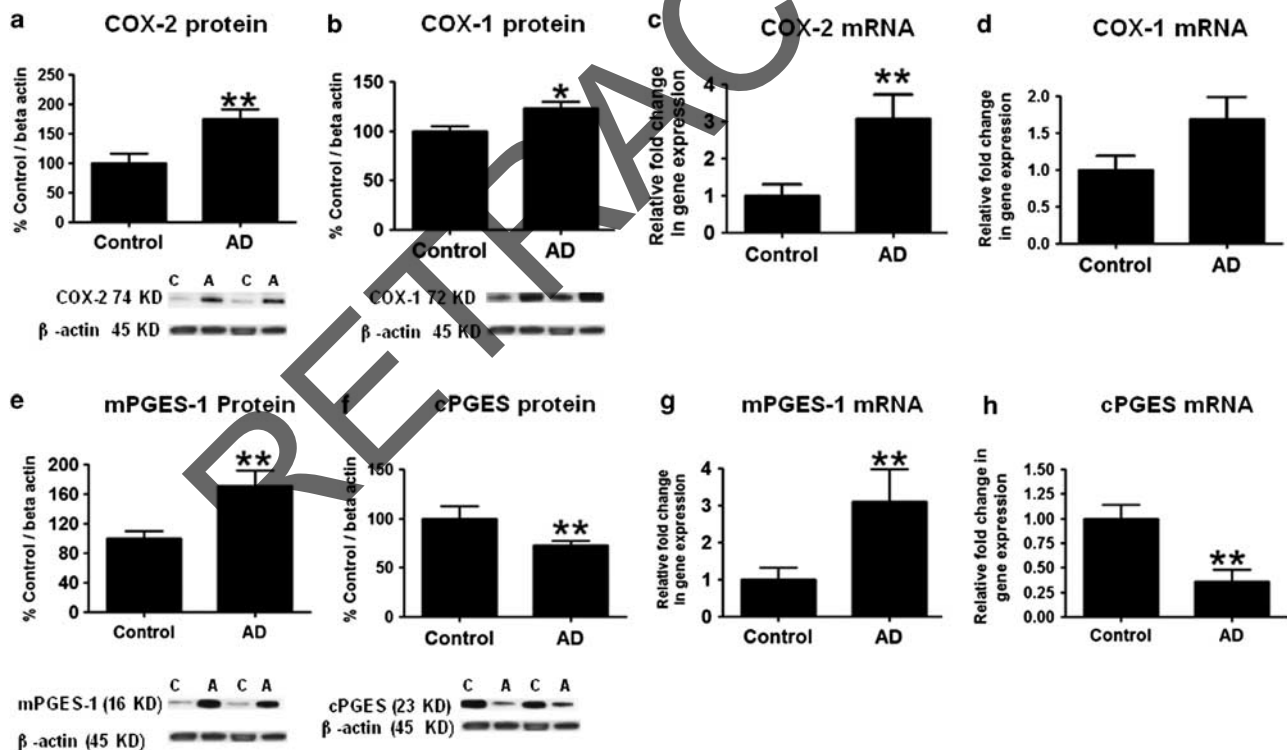 a
COX-2 protein
% Control / beta actin
250
200
150
100
50
0
**
Control
AD
C A C A
COX-2 74 KD
β -actin 45 KD
b
COX-1 protein
% Control / beta actin
150
100
50
0
*
Control
AD
COX-1 72 KD
β -actin 45 KD
c
COX-2 mRNA
Relative fold change
In gene expression
4
3
2
1
0
**
Control
AD
d
COX-1 mRNA
Relative fold change
in gene expression
2.0
1.5
1.0
0.5
0.0
Control
AD
e
mPGES-1 Protein
% Control / beta actin
200
160
120
80
40
0
**
Control
AD
C A C A
mPGES-1 (16 KD)
β -actin (45 KD)
f
cPGES protein
% Control / beta actin
150
100
50
0
**
Control
AD
C A C A
cPGES (23 KD)
β -actin (45 KD)
g
mPGES-1 mRNA
Relative fold change
In gene expression
4
3
2
1
0
**
Control
AD
h
cPGES mRNA
Relative fold change in
gene expression
1.50
1.25
1.00
0.75
0.50
0.25
0.00
**
Control
AD
RETRAC